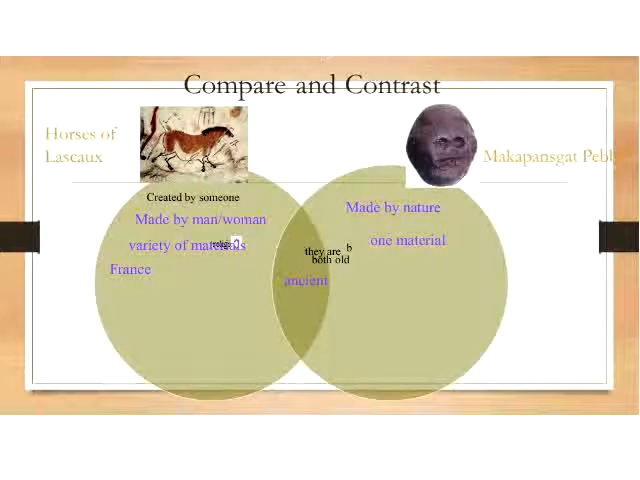 Compare and Contrast
Horses of
Lascaux
Makapansgat Pebb
Created by someone
Made by man/woman
variety of materials
France
Made by nature
one material
they are b
both old
ancient